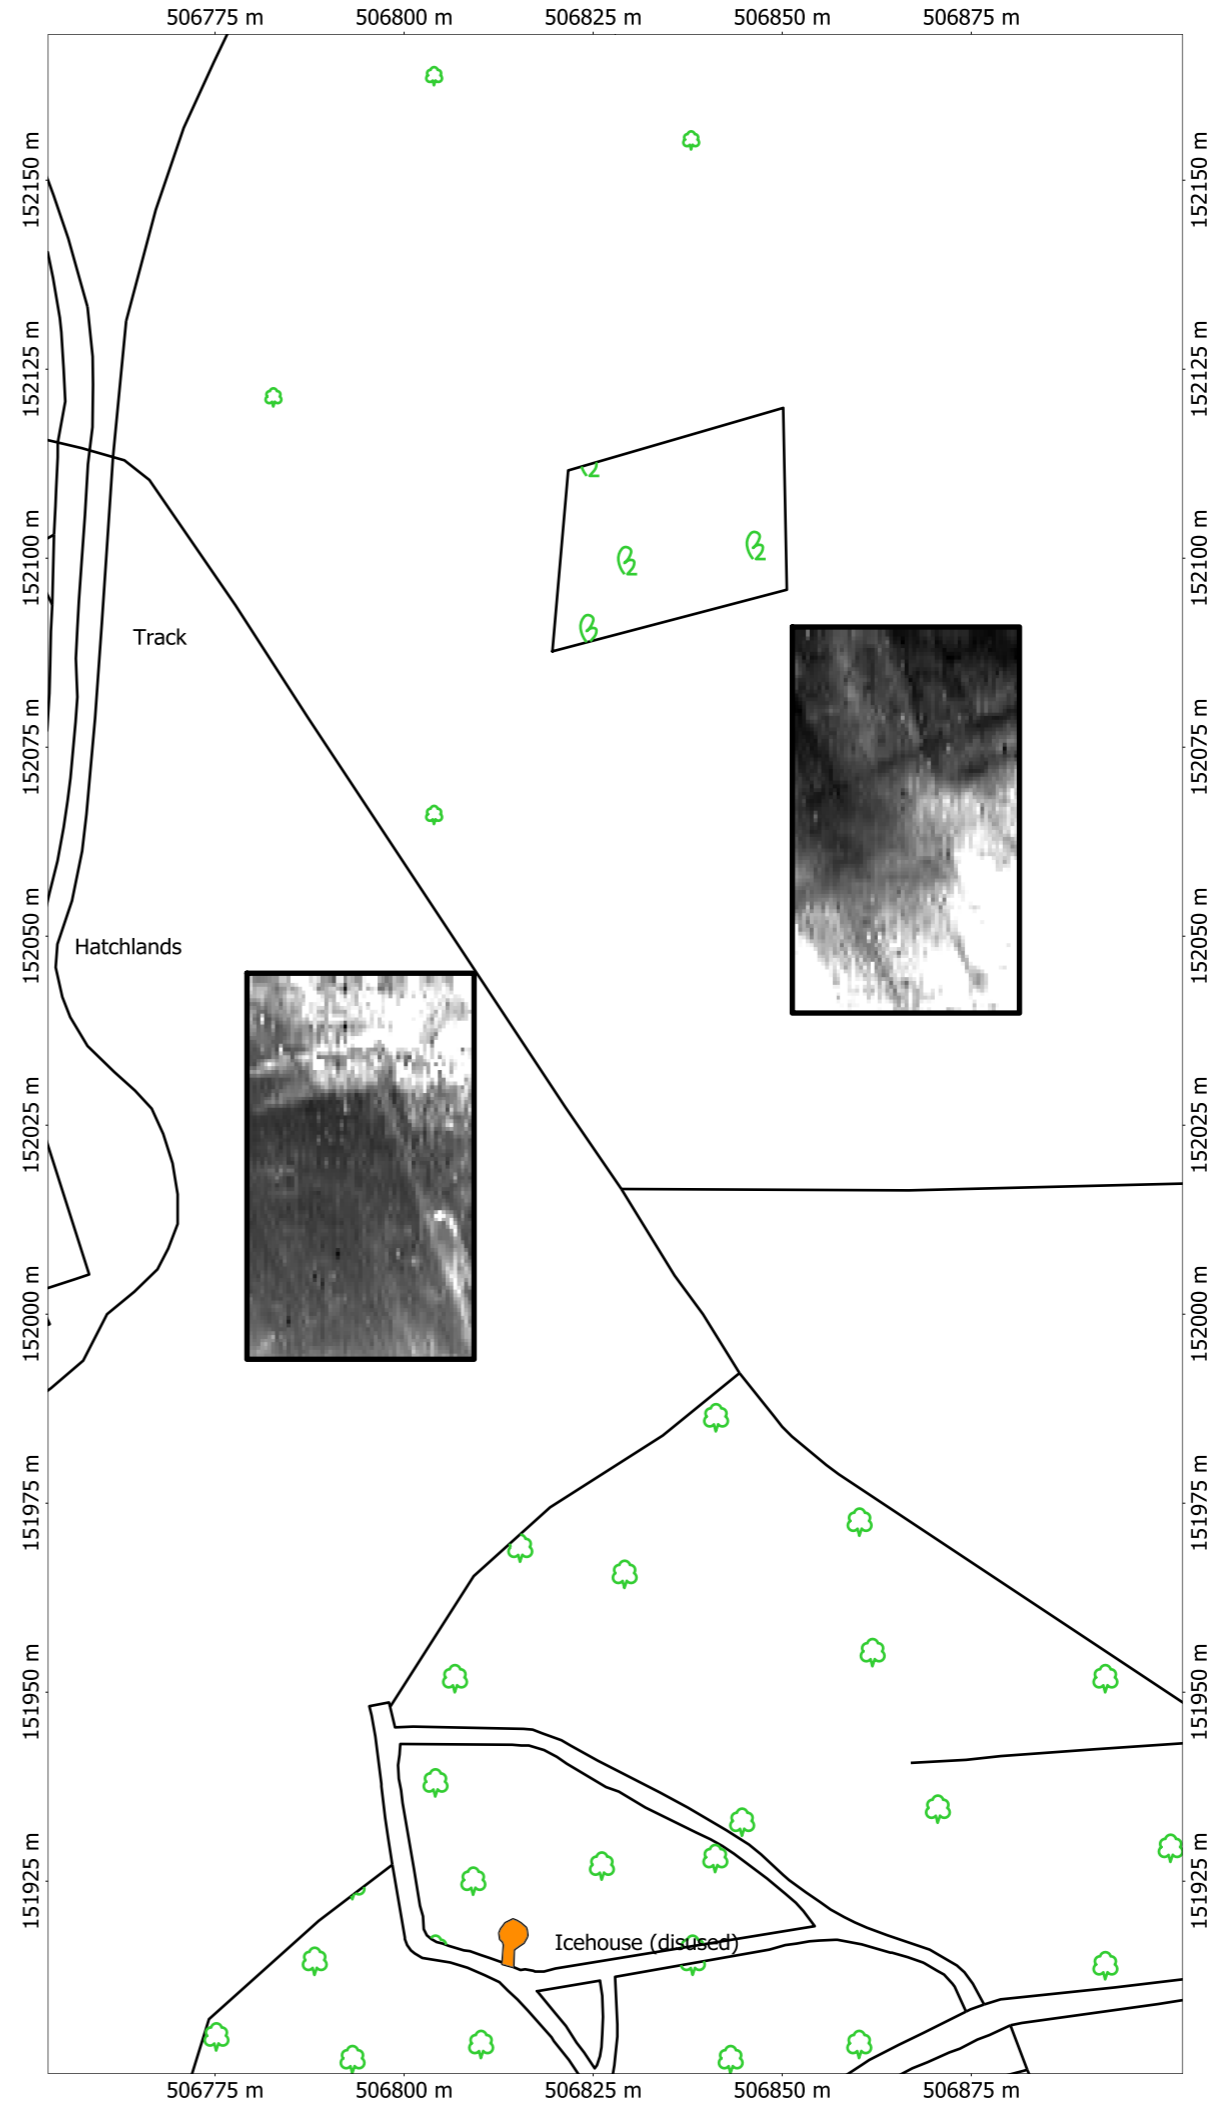 506775 m 506800 m 506825 m 506850 m 506875 m
152150 m 152150 m
152125 m 152125 m
152100 m 152100 m
Track
152075 m 152075 m
152050 m 152050 m
Hatchlands
152025 m 152025 m
152000 m 152000 m
151975 m 151975 m
151950 m 151950 m
151925 m 151925 m
Icehouse (disused)
506775 m 506800 m 506825 m 506850 m 506875 m